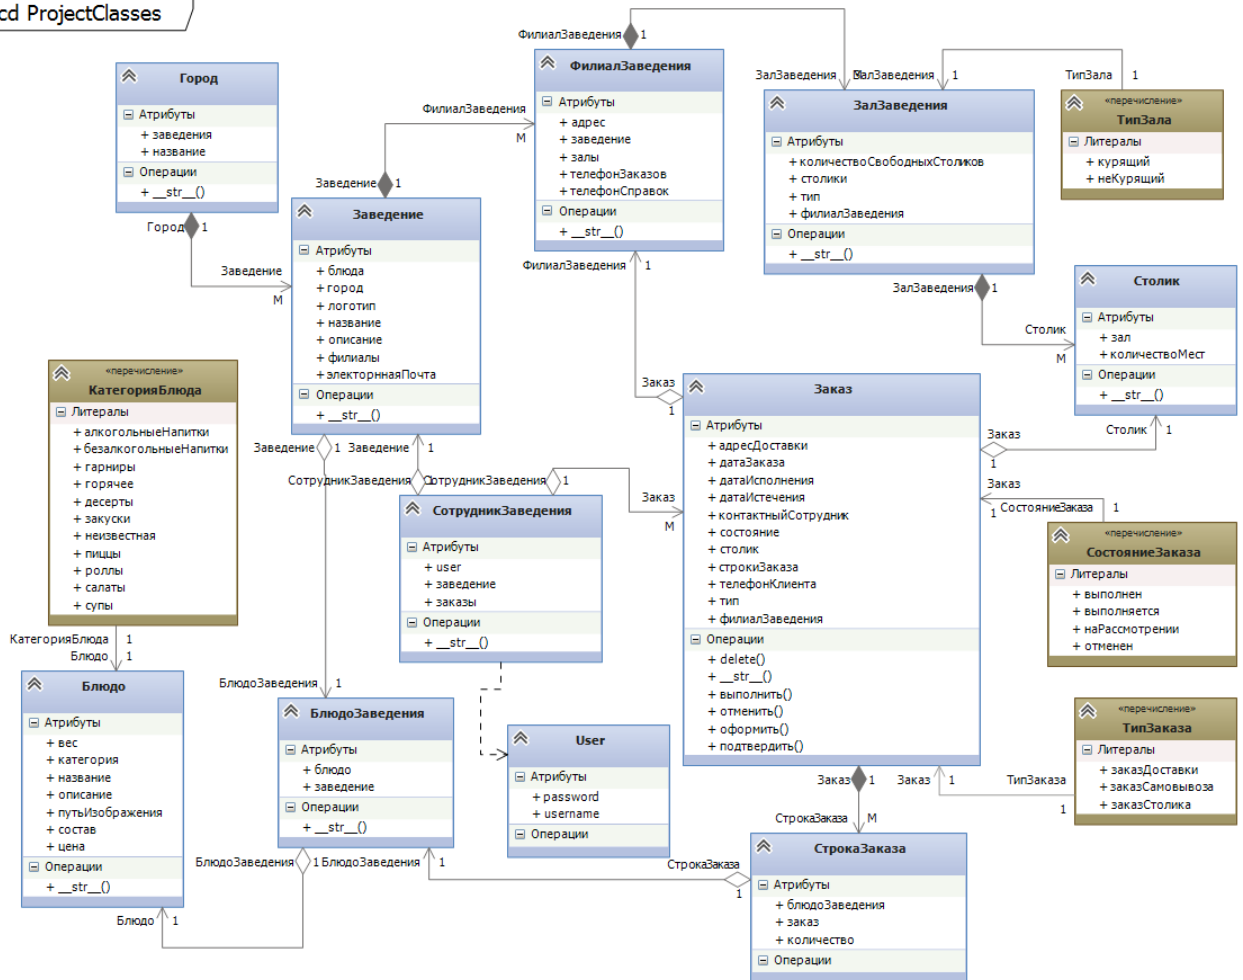 cd ProjectClasses
Город
Атрибуты
+ заведения
+ название
Операции
+ __str__()
Город
1
Заведение
М
ФилиалЗаведения
1
ФилиалЗаведения
Атрибуты
+ адрес
+ заведение
+ залы
+ телефонЗаказов
+ телефонСправок
Операции
+ __str__()
ФилиалЗаведения
М
Заведение
1
ФилиалЗаведения
1
ЗалЗаведения
М
ЗалЗаведения
1
ТипЗала
1
ЗалЗаведения
Атрибуты
+ количествоСвободныхСтоликов
+ столики
+ тип
+ филиалЗаведения
Операции
+ __str__()
«перечисление»
ТипЗала
Литералы
+ курящий
+ неКурящий
ЗалЗаведения
1
Столик
М
Столик
Атрибуты
+ зал
+ количествоМест
Операции
+ __str__()
Столик
1
Заведение
Атрибуты
+ блюда
+ город
+ логотип
+ название
+ описание
+ филиалы
+ электорннаяПочта
Операции
+ __str__()
Заведение
1
Заведение
1
СотрудникЗаведения
1
СотрудникЗаведения
1
Заказ
М
Заказ
1
«перечисление»
КатегорияБлюда
Литералы
+ алкогольныеНапитки
+ безалкогольныеНапитки
+ гарниры
+ горячее
+ десерты
+ закуски
+ неизвестная
+ пиццы
+ роллы
+ салаты
+ супы
КатегорияБлюда
1
Блюдо
1
СотрудникЗаведения
Атрибуты
+ user
+ заведение
+ заказы
Операции
+ __str__()
Заказ
Атрибуты
+ адресДоставки
+ датаЗаказа
+ датаИсполнения
+ датаИстечения
+ контактныйСотрудник
+ состояние
+ столик
+ строкиЗаказа
+ телефонКлиента
+ тип
+ филиалЗаведения
Операции
+ delete()
+ __str__()
+ выполнить()
+ отменить()
+ оформить()
+ подтвердить()
Заказ
1
Заказ
1
СостояниеЗаказа
1
«перечисление»
СостояниеЗаказа
Литералы
+ выполнен
+ выполняется
+ наРассмотрении
+ отменен
Блюдо
Атрибуты
+ вес
+ категория
+ название
+ описание
+ путьИзображения
+ состав
+ цена
Операции
+ __str__()
Блюдо
1
БлюдоЗаведения
1
БлюдоЗаведения
Атрибуты
+ блюдо
+ заведение
Операции
+ __str__()
БлюдоЗаведения
1
БлюдоЗаведения
1
User
Атрибуты
+ password
+ username
Операции
«перечисление»
ТипЗаказа
Литералы
+ заказДоставки
+ заказСамовывоза
+ заказСтолика
Заказ
1
Заказ
1
ТипЗаказа
1
СтрокаЗаказа
М
СтрокаЗаказа
1
СтрокаЗаказа
Атрибуты
+ блюдоЗаведения
+ заказ
+ количество
Операции